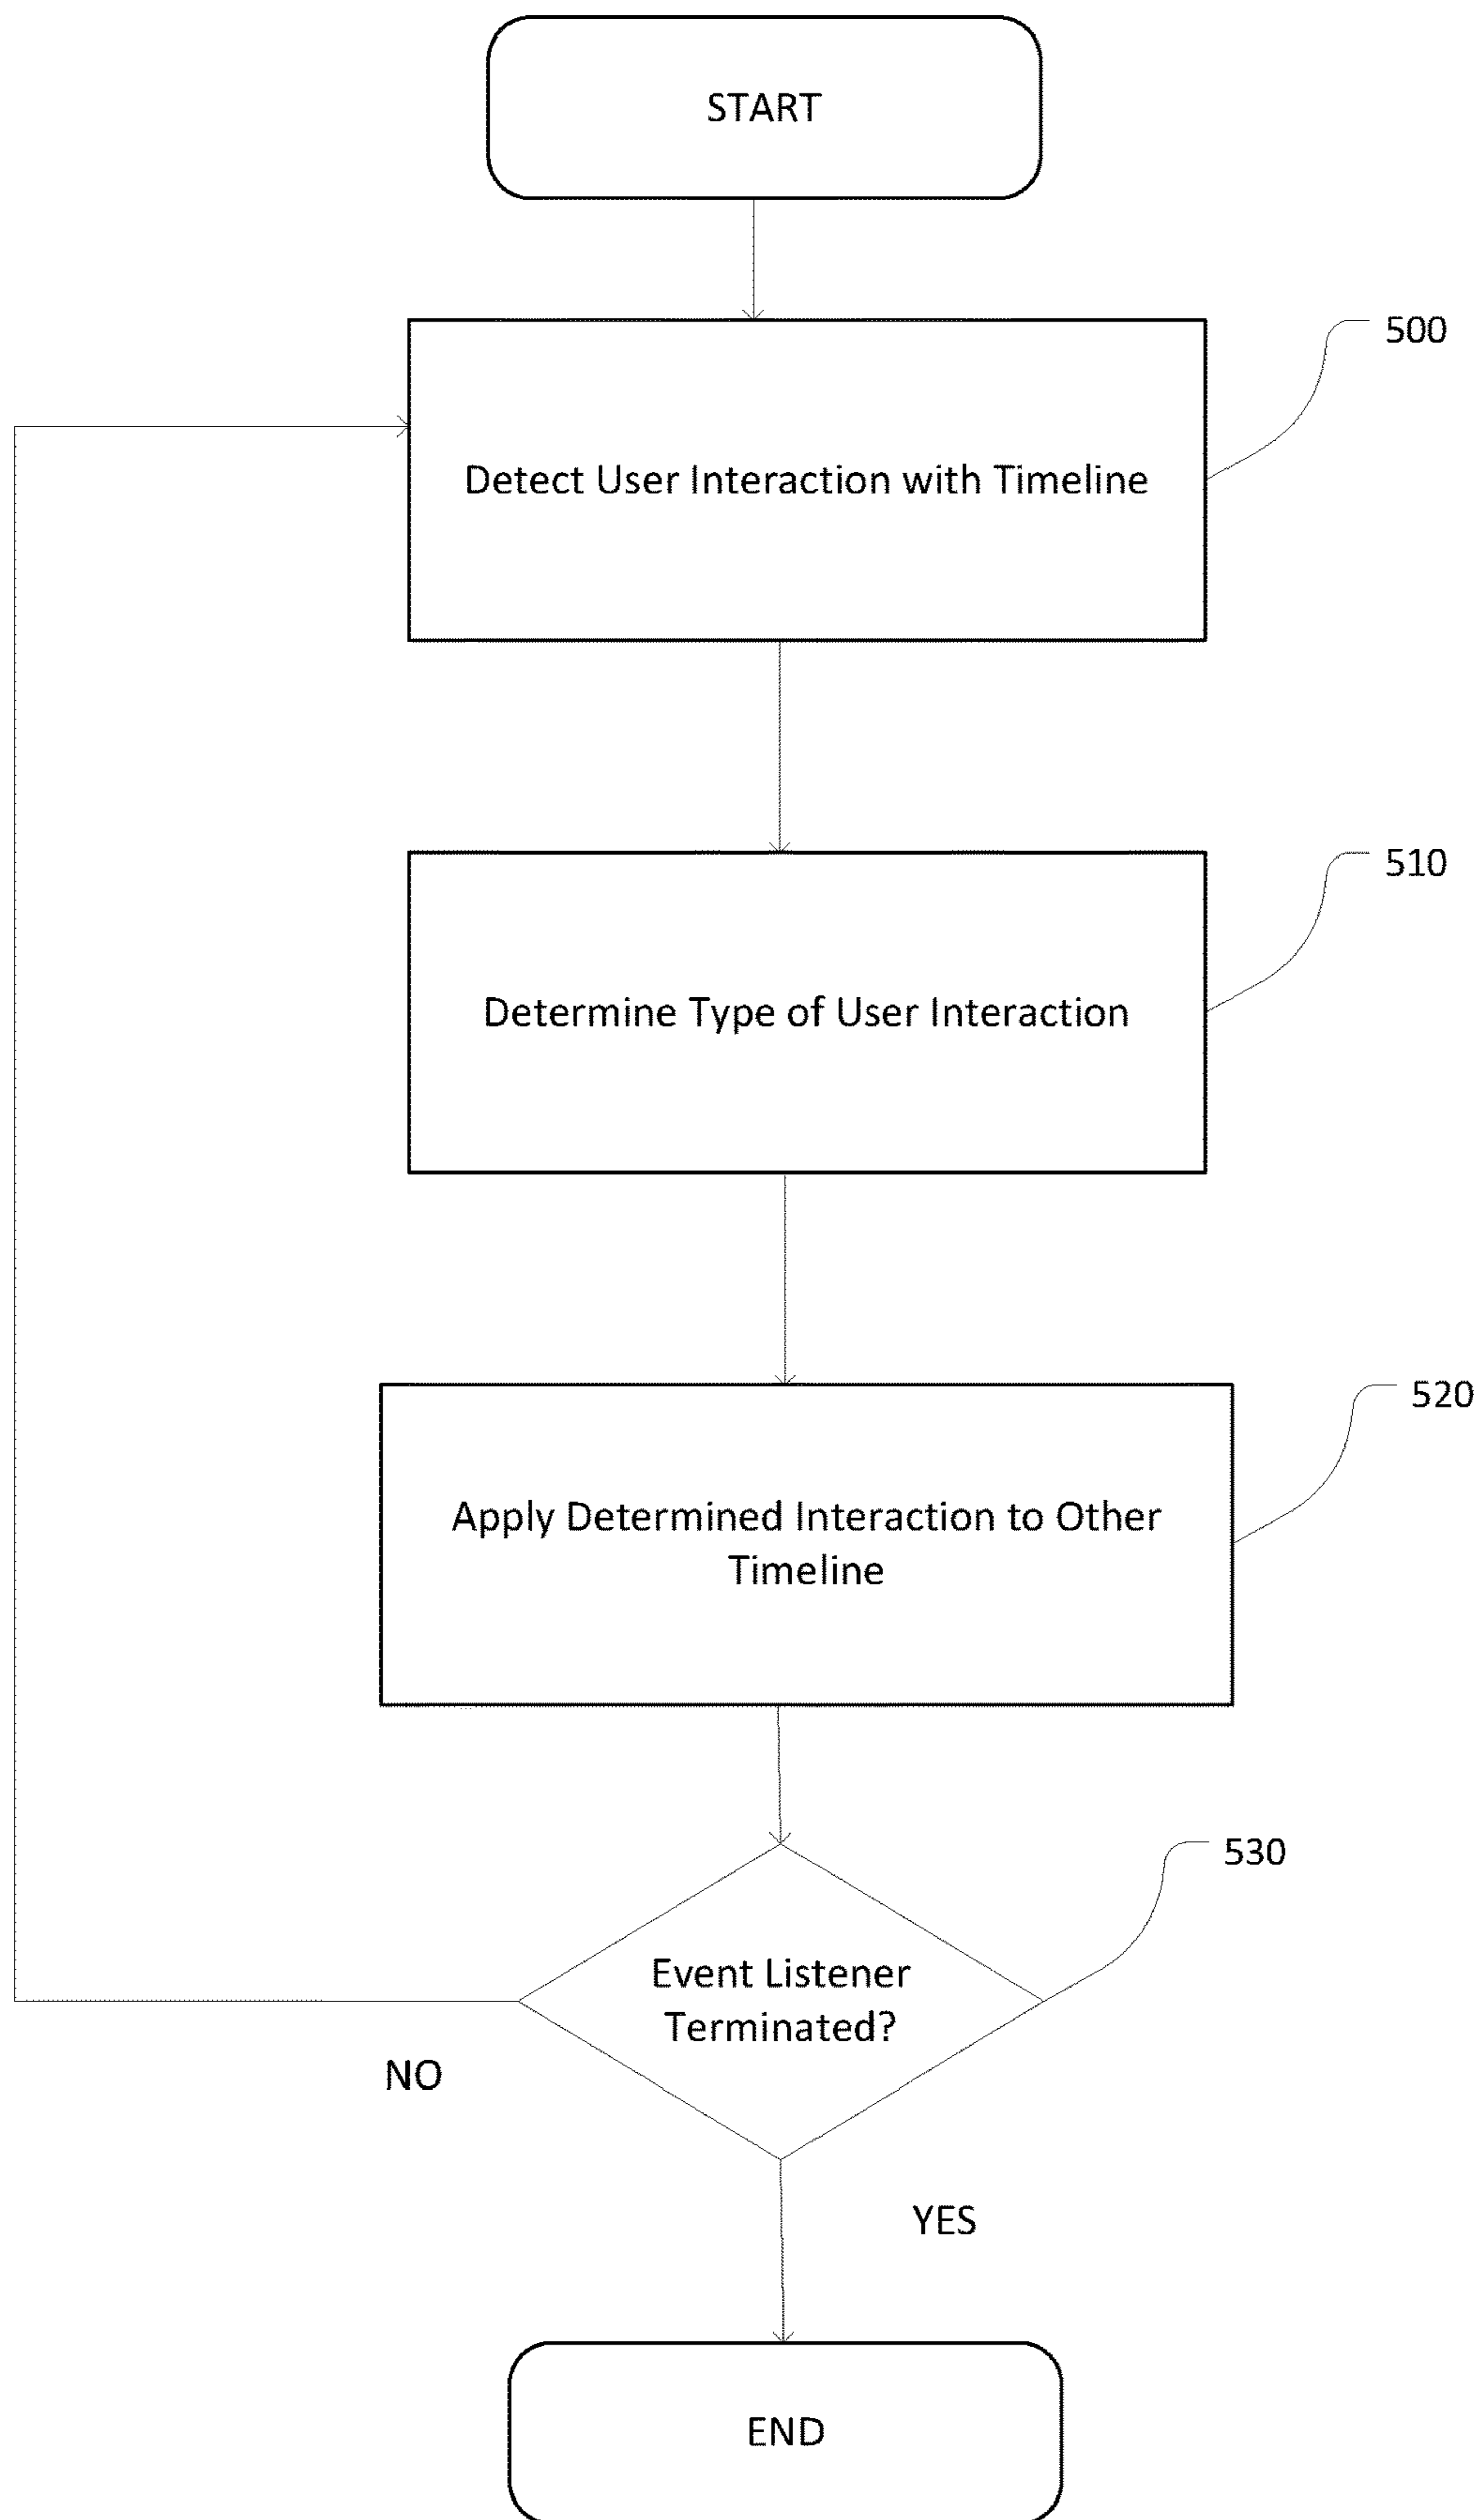 START
500
Detect User Interaction with Timeline
510
Determine Type of User Interaction
520
Apply Determined Interaction to Other
Timeline
530
Event Listener
Terminated?
NO
YES
END